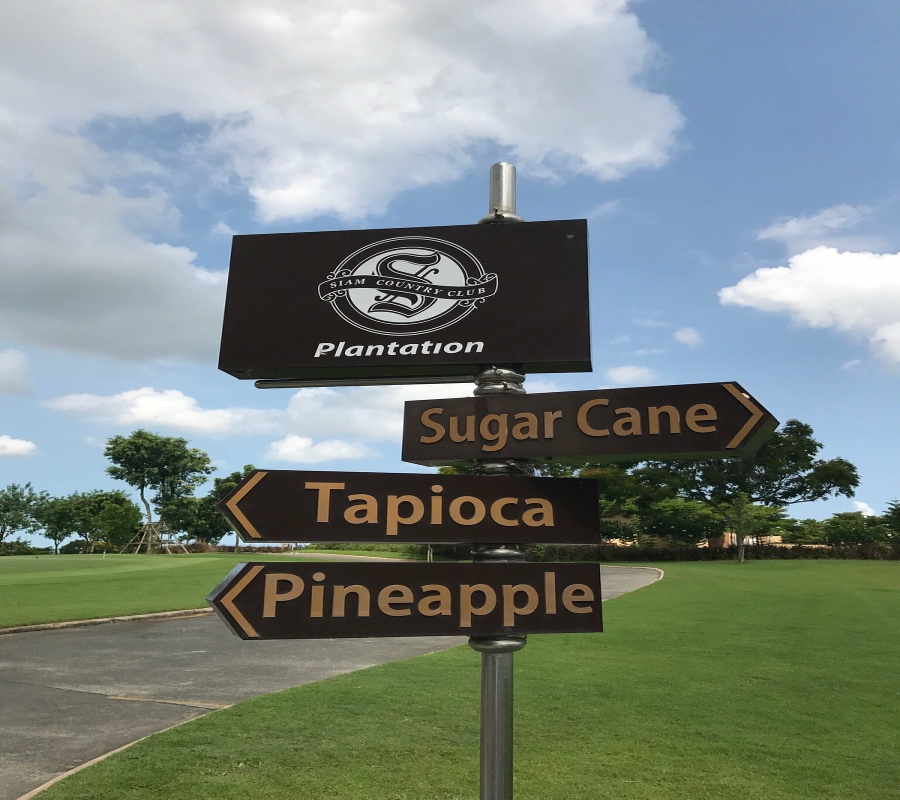 S
SIAM COUNTRY CLUB
Plantation
Sugar Cane
Tapioca
Pineapple